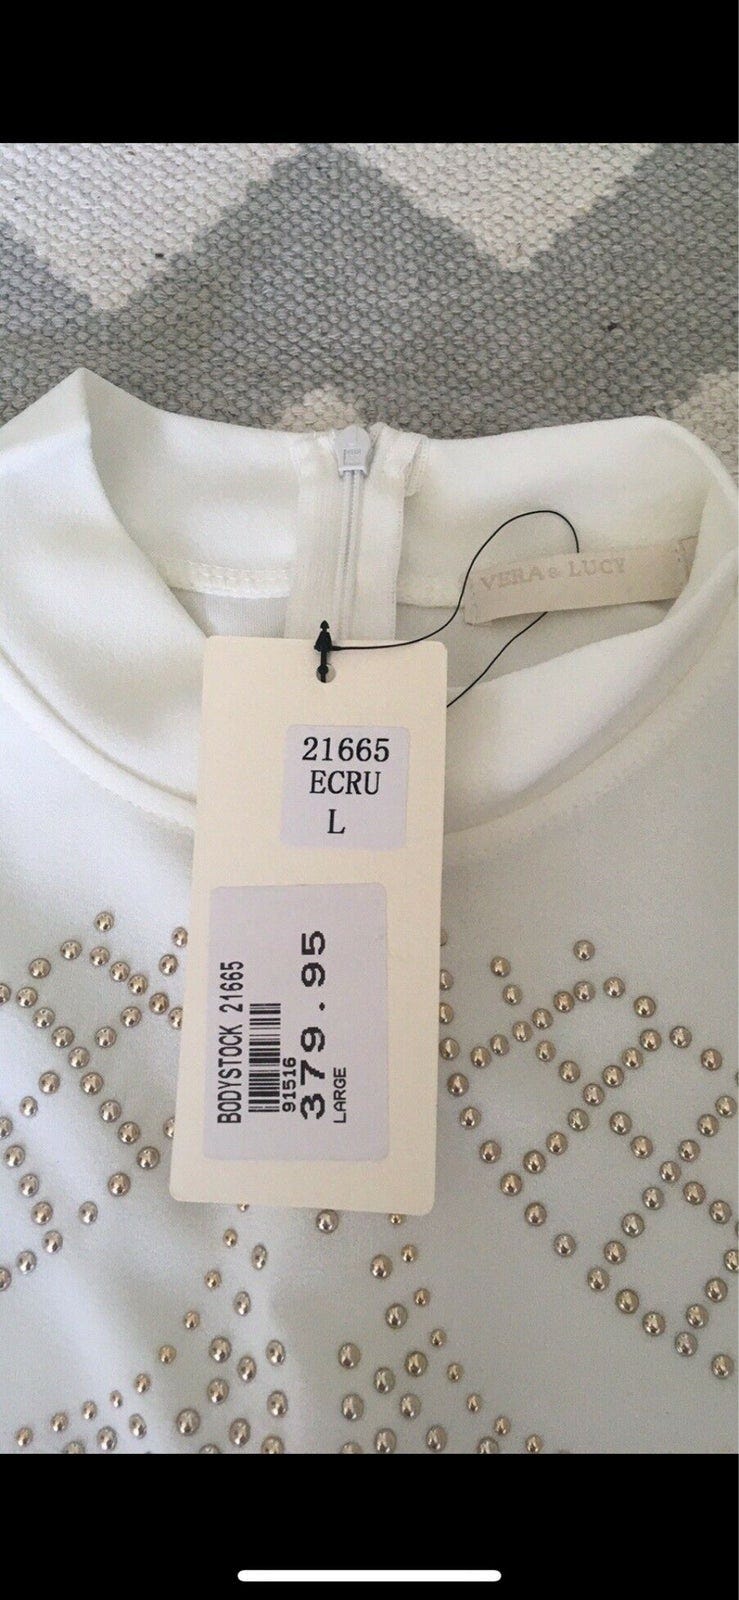 VERA & LUCY
21665
ECRU
L
BODYSTOCK 21665
91516
379.95
LARGE